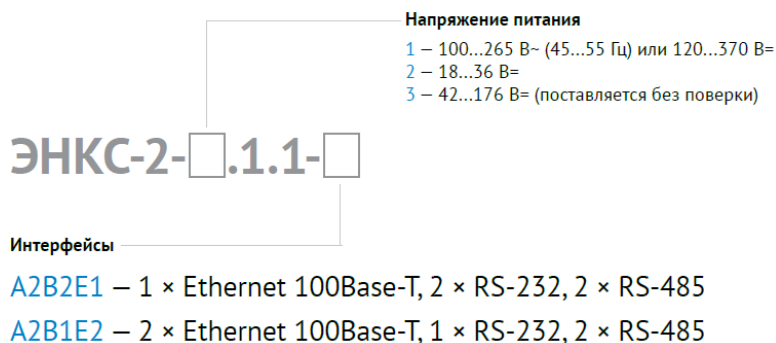 Напряжение питания
1 – 100...265 В~ (45...55 Гц) или 120...370 В=
2 – 18...36 В=
3 – 42...176 В= (поставляется без поверки)
ЭНКС-2-□.1.1-□
Интерфейсы
A2B2E1 – 1 × Ethernet 100Base-T, 2 × RS-232, 2 × RS-485
A2B1E2 – 2 × Ethernet 100Base-T, 1 × RS-232, 2 × RS-485